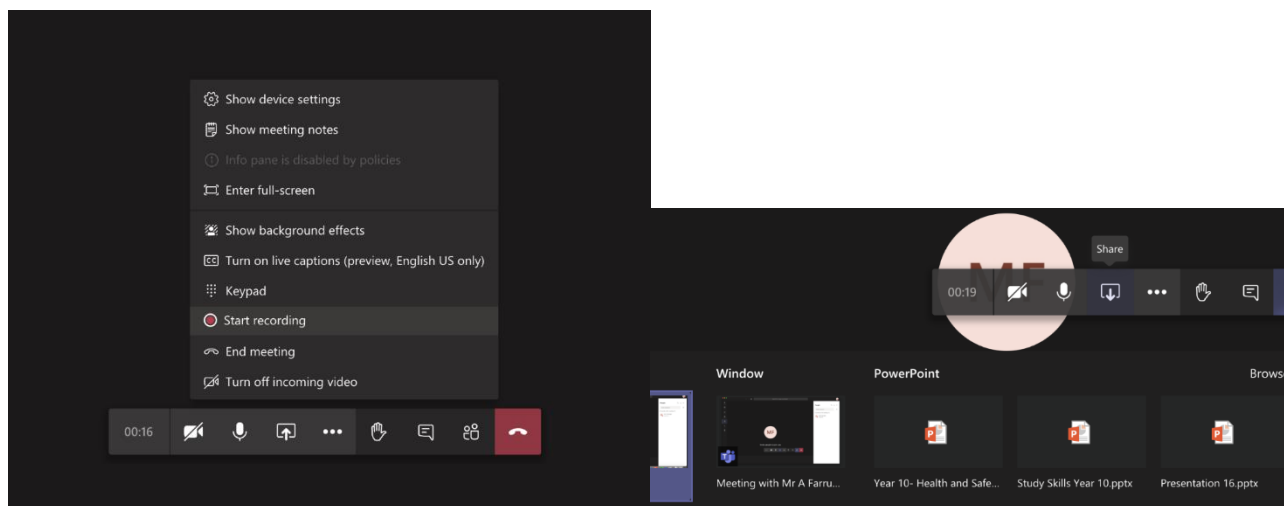 Show device settings
Show meeting notes
Info pane is disabled by policies
Enter full-screen
Show background effects
CC Turn on live captions (preview, English US only)
Keypad
Start recording
End meeting
Turn off incoming video
00:16
Share
00:19
Window
PowerPoint
Brows
MF
Meeting with Mr A Farru...
Year 10- Health and Safe...
Study Skills Year 10.pptx
Presentation 16.pptx